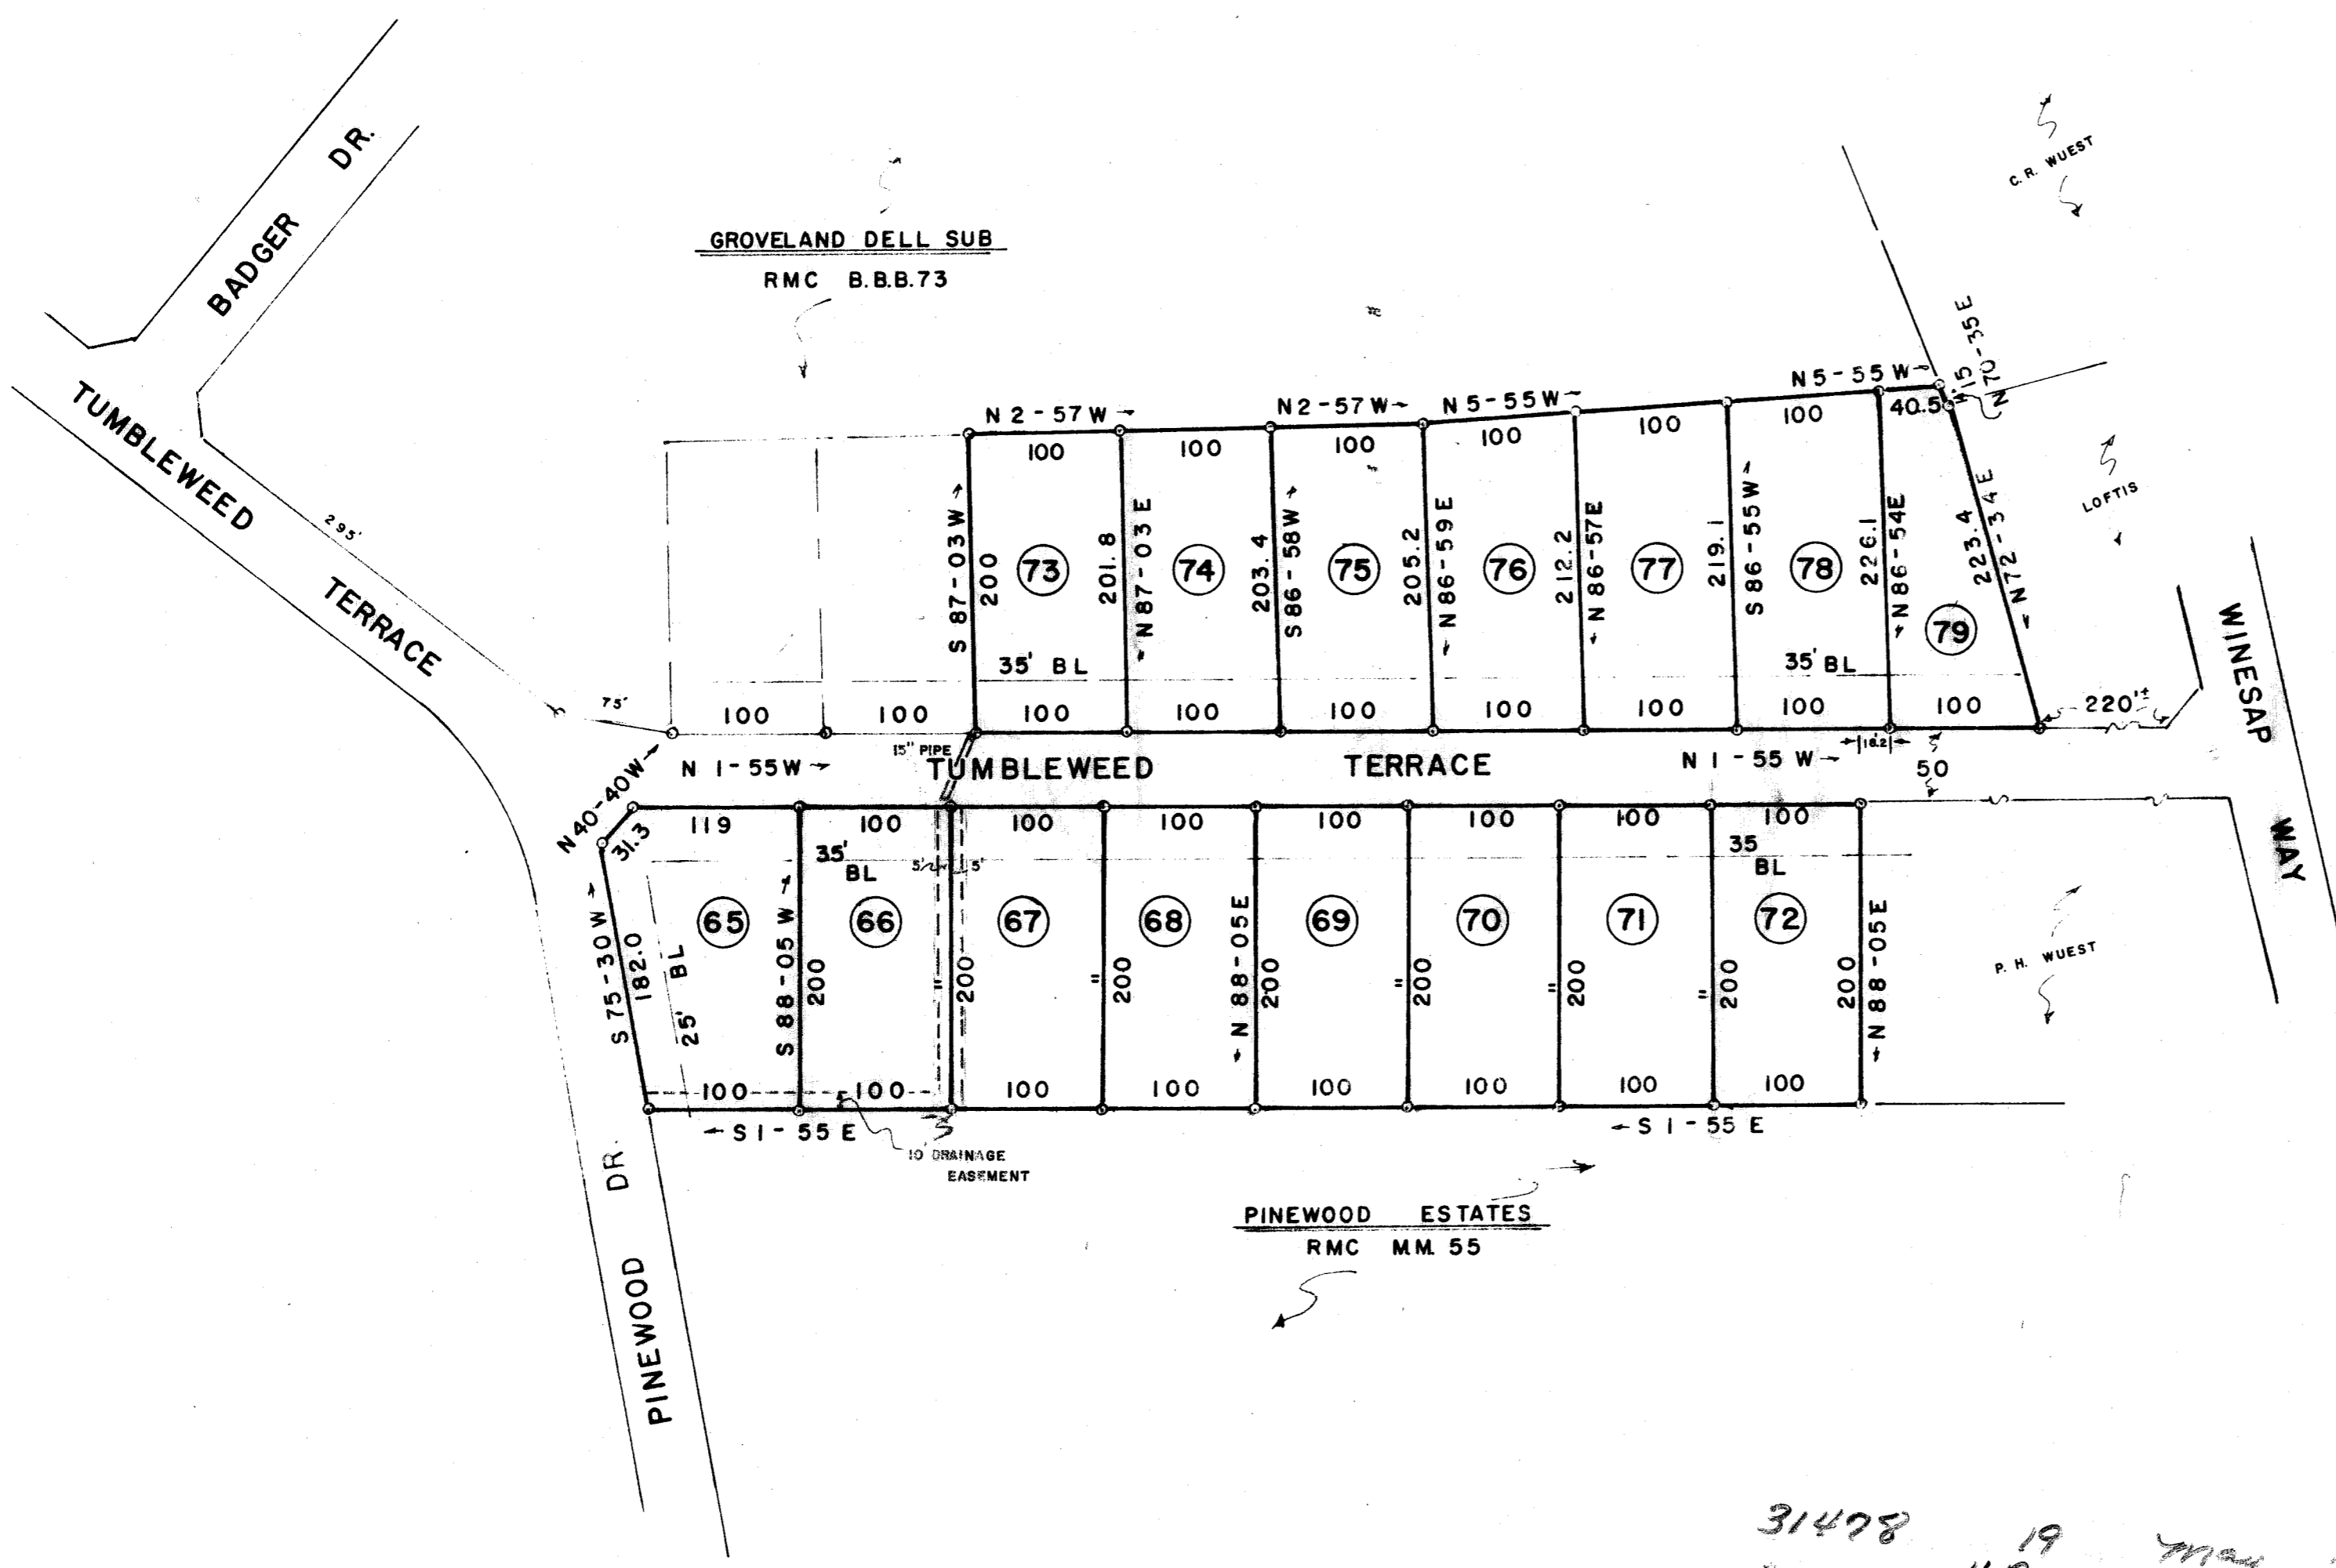 BADGER DR.
TUMBLEWEED TERRACE
295'
75'
GROVELAND DELL SUB
RMC B.B.B.73
C. R. WUEST
LOFTIS
N 2-57 W
N 2-57 W
N 5-55 W
N 5-55 W
15
N 70-35 E
100
100
100
100
100
100
40.5
S 87-03 W
200
73
201.8
N 87-03 E
74
203.4
S 86-58 W
75
205.2
N 86-59 E
76
212.2
N 86-57 E
77
219.1
S 86-55 W
78
226.1
N 86-54 E
79
223.4
N 72-34 E
35' BL
35' BL
100
100
100
100
100
100
100
100
100
220'±
WINESAP WAY
N 40-40 W
N 1-55 W
15" PIPE
TUMBLEWEED TERRACE
N 1-55 W
18.2
50
31.3
119
100
100
100
100
100
100
100
35'
BL
5'
5'
35
BL
S 75-30 W
182.0
25' BL
65
S 88-05 W
200
66
=
200
67
=
200
68
N 88-05 E
200
69
=
200
70
=
200
71
=
200
72
200
N 88-05 E
P. H. WUEST
100
100
100
100
100
100
100
100
S 1-55 E
S 1-55 E
10' DRAINAGE
EASEMENT
PINEWOOD DR.
PINEWOOD ESTATES
RMC M.M. 55
31478 19 May